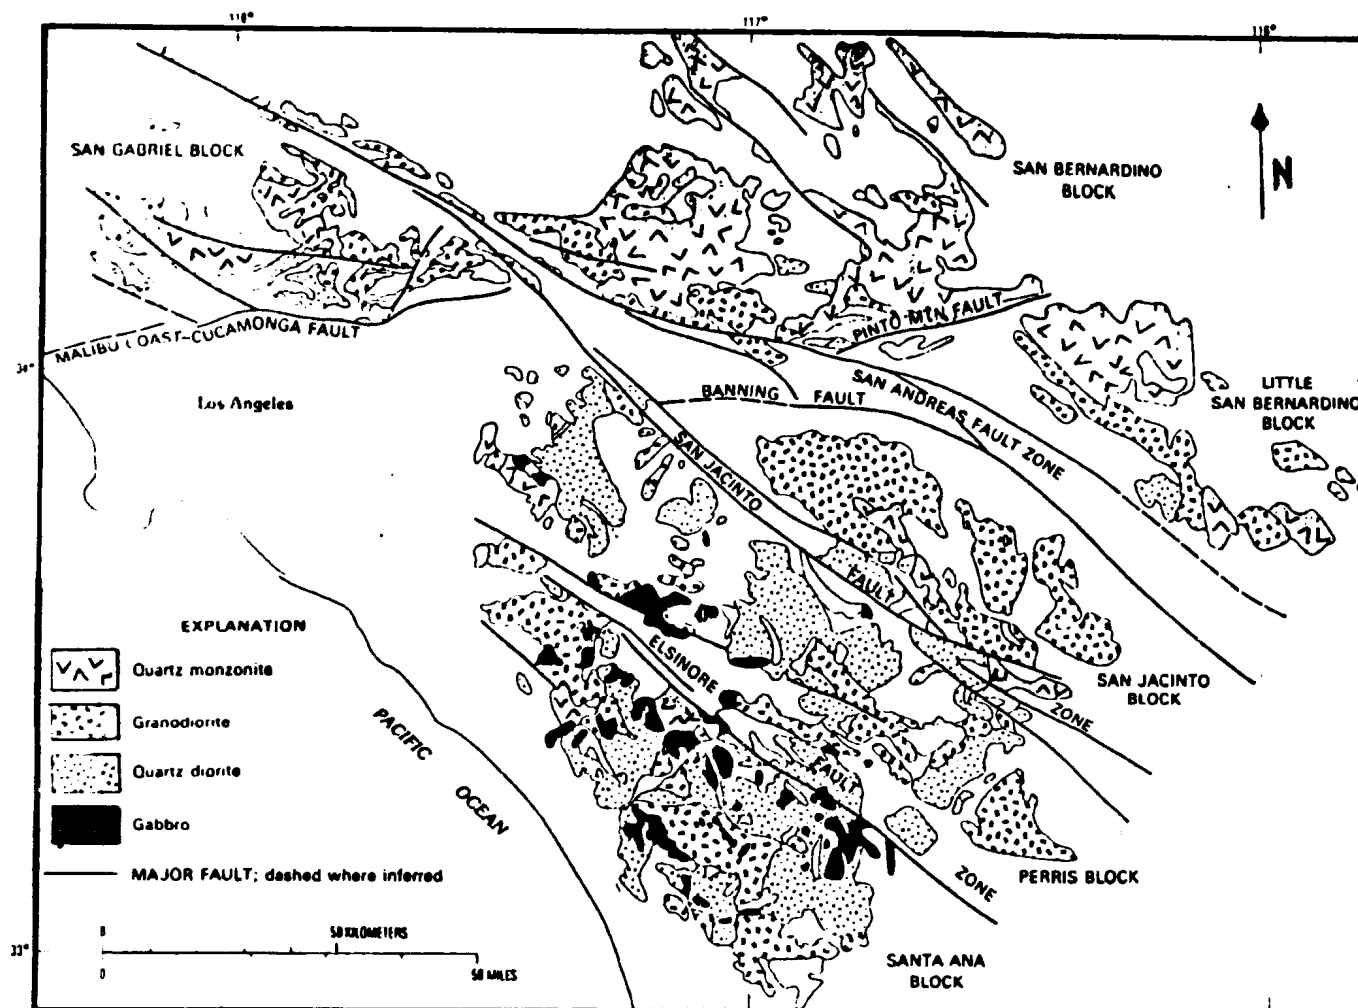 118°
117°
116°
SAN GABRIEL BLOCK
SAN BERNARDINO
BLOCK
N
MALIBU COAST-CUCAMONGA FAULT
PINTO MTN FAULT
34°
Los Angeles
BANNING FAULT
SAN ANDREAS FAULT ZONE
LITTLE
SAN BERNARDINO
BLOCK
SAN JACINTO FAULT ZONE
SAN JACINTO
BLOCK
ELSINORE FAULT ZONE
PERRIS BLOCK
SANTA ANA
BLOCK
PACIFIC OCEAN
EXPLANATION
Quartz monzonite
Granodiorite
Quartz diorite
Gabbro
MAJOR FAULT; dashed where inferred
0
50 KILOMETERS
0
50 MILES
33°